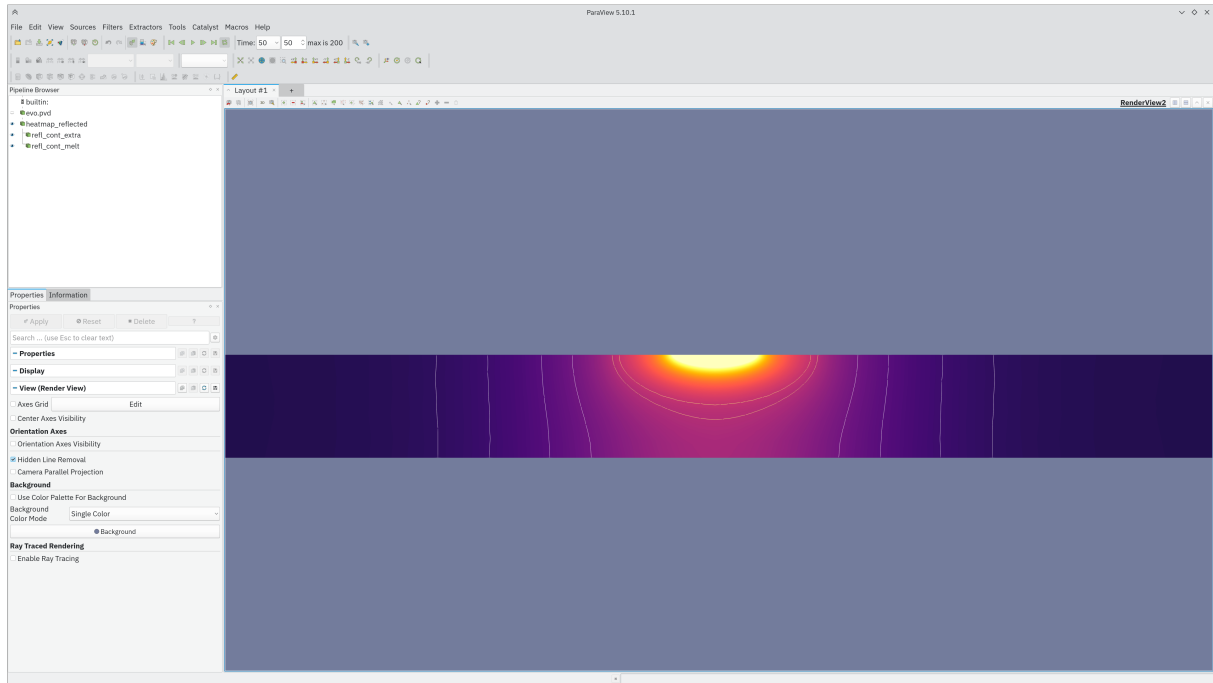 ParaView 5.10.1
File Edit View Sources Filters Extractors Tools Catalyst Macros Help
Time: 50 50 max is 200
Pipeline Browser
Layout #1
builtin:
RenderView2
evo.pvd
heatmap_reflected
refl_cont_extra
refl_cont_melt
Properties Information
Properties
Apply Reset Delete ?
Search ... (use Esc to clear text)
Properties
Display
View (Render View)
Axes Grid Edit
Center Axes Visibility
Orientation Axes
Orientation Axes Visibility
Hidden Line Removal
Camera Parallel Projection
Background
Use Color Palette For Background
Background Color Mode Single Color
Background
Ray Traced Rendering
Enable Ray Tracing